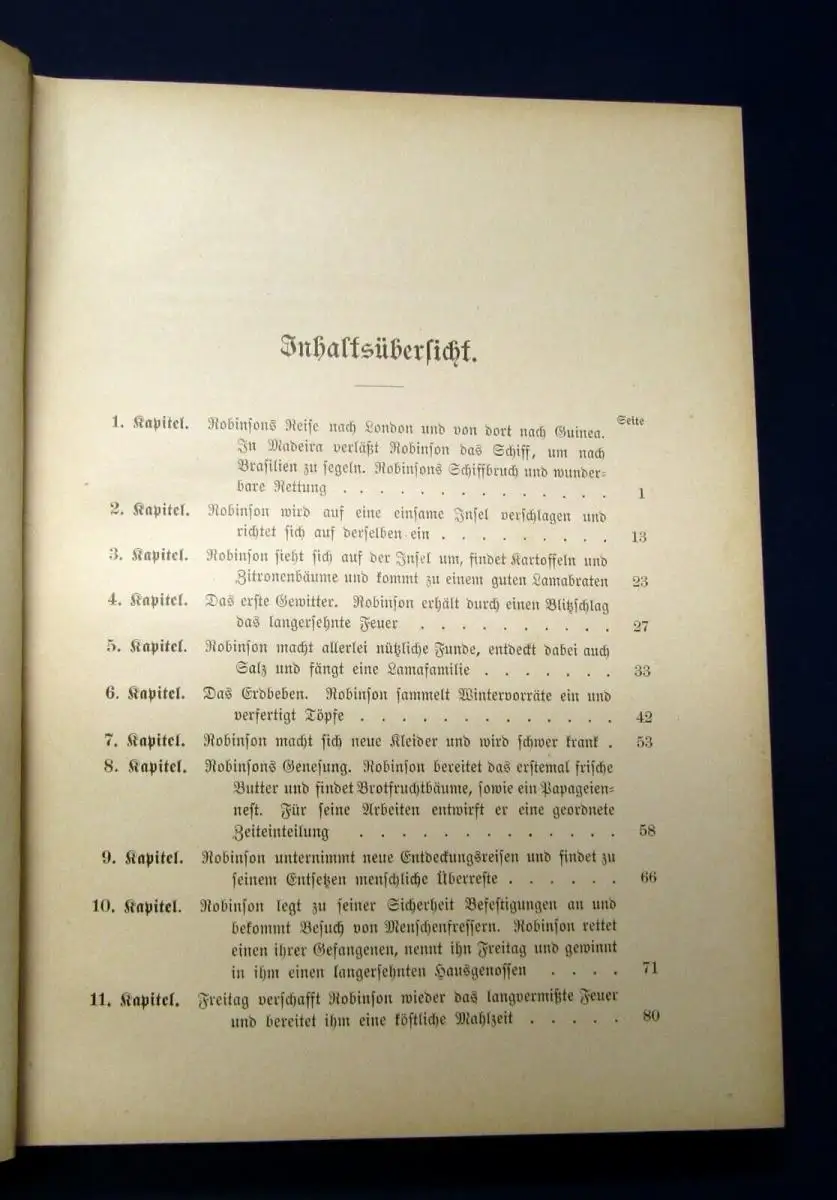 Inhaltsübersicht.
Seite
1. Kapitel. Robinsons Reise nach London und von dort nach Guinea.
In Madeira verläßt Robinson das Schiff, um nach
Brasilien zu segeln. Robinsons Schiffbruch und wunder-
bare Rettung . . . . . . . . . . . . . . 1
2. Kapitel. Robinson wird auf eine einsame Insel verschlagen und
richtet sich auf derselben ein . . . . . . . . . 13
3. Kapitel. Robinson sieht sich auf der Insel um, findet Kartoffeln und
Zitronenbäume und kommt zu einem guten Lamabraten 23
4. Kapitel. Das erste Gewitter. Robinson erhält durch einen Blitzschlag
das langersehnte Feuer . . . . . . . . . . 27
5. Kapitel. Robinson macht allerlei nützliche Funde, entdeckt dabei auch
Salz und fängt eine Lamafamilie . . . . . . . 33
6. Kapitel. Das Erdbeben. Robinson sammelt Wintervorräte ein und
verfertigt Töpfe . . . . . . . . . . . . . 42
7. Kapitel. Robinson macht sich neue Kleider und wird schwer krank . 53
8. Kapitel. Robinsons Genesung. Robinson bereitet das erstemal frische
Butter und findet Brotfruchtbäume, sowie ein Papageien-
nest. Für seine Arbeiten entwirft er eine geordnete
Zeiteinteilung . . . . . . . . . . . . . 58
9. Kapitel. Robinson unternimmt neue Entdeckungsreisen und findet zu
seinem Entsetzen menschliche Überreste . . . . . . 66
10. Kapitel. Robinson legt zu seiner Sicherheit Befestigungen an und
bekommt Besuch von Menschenfressern. Robinson rettet
einen ihrer Gefangenen, nennt ihn Freitag und gewinnt
in ihm einen langersehnten Hausgenossen . . . . 71
11. Kapitel. Freitag verschafft Robinson wieder das langvermißte Feuer
und bereitet ihm eine köstliche Mahlzeit . . . . . 80